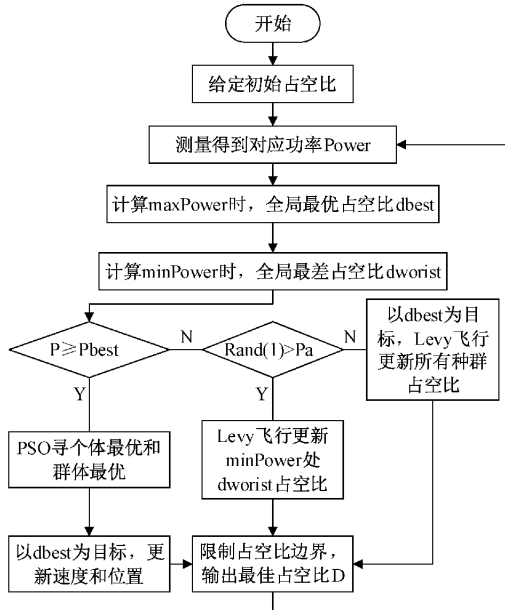 开始
给定初始占空比
测量得到对应功率Power
计算maxPower时，全局最优占空比dbest
计算minPower时，全局最差占空比dworist
P≥Pbest
N
Rand(1)>Pa
N
以dbest为目
标，Levy飞行
更新所有种群
占空比
Y
Y
PSO寻个体最优和
群体最优
Levy飞行更新
minPower处
dworist占空比
以dbest为目标，更
新速度和位置
限制占空比边界，
输出最佳占空比D